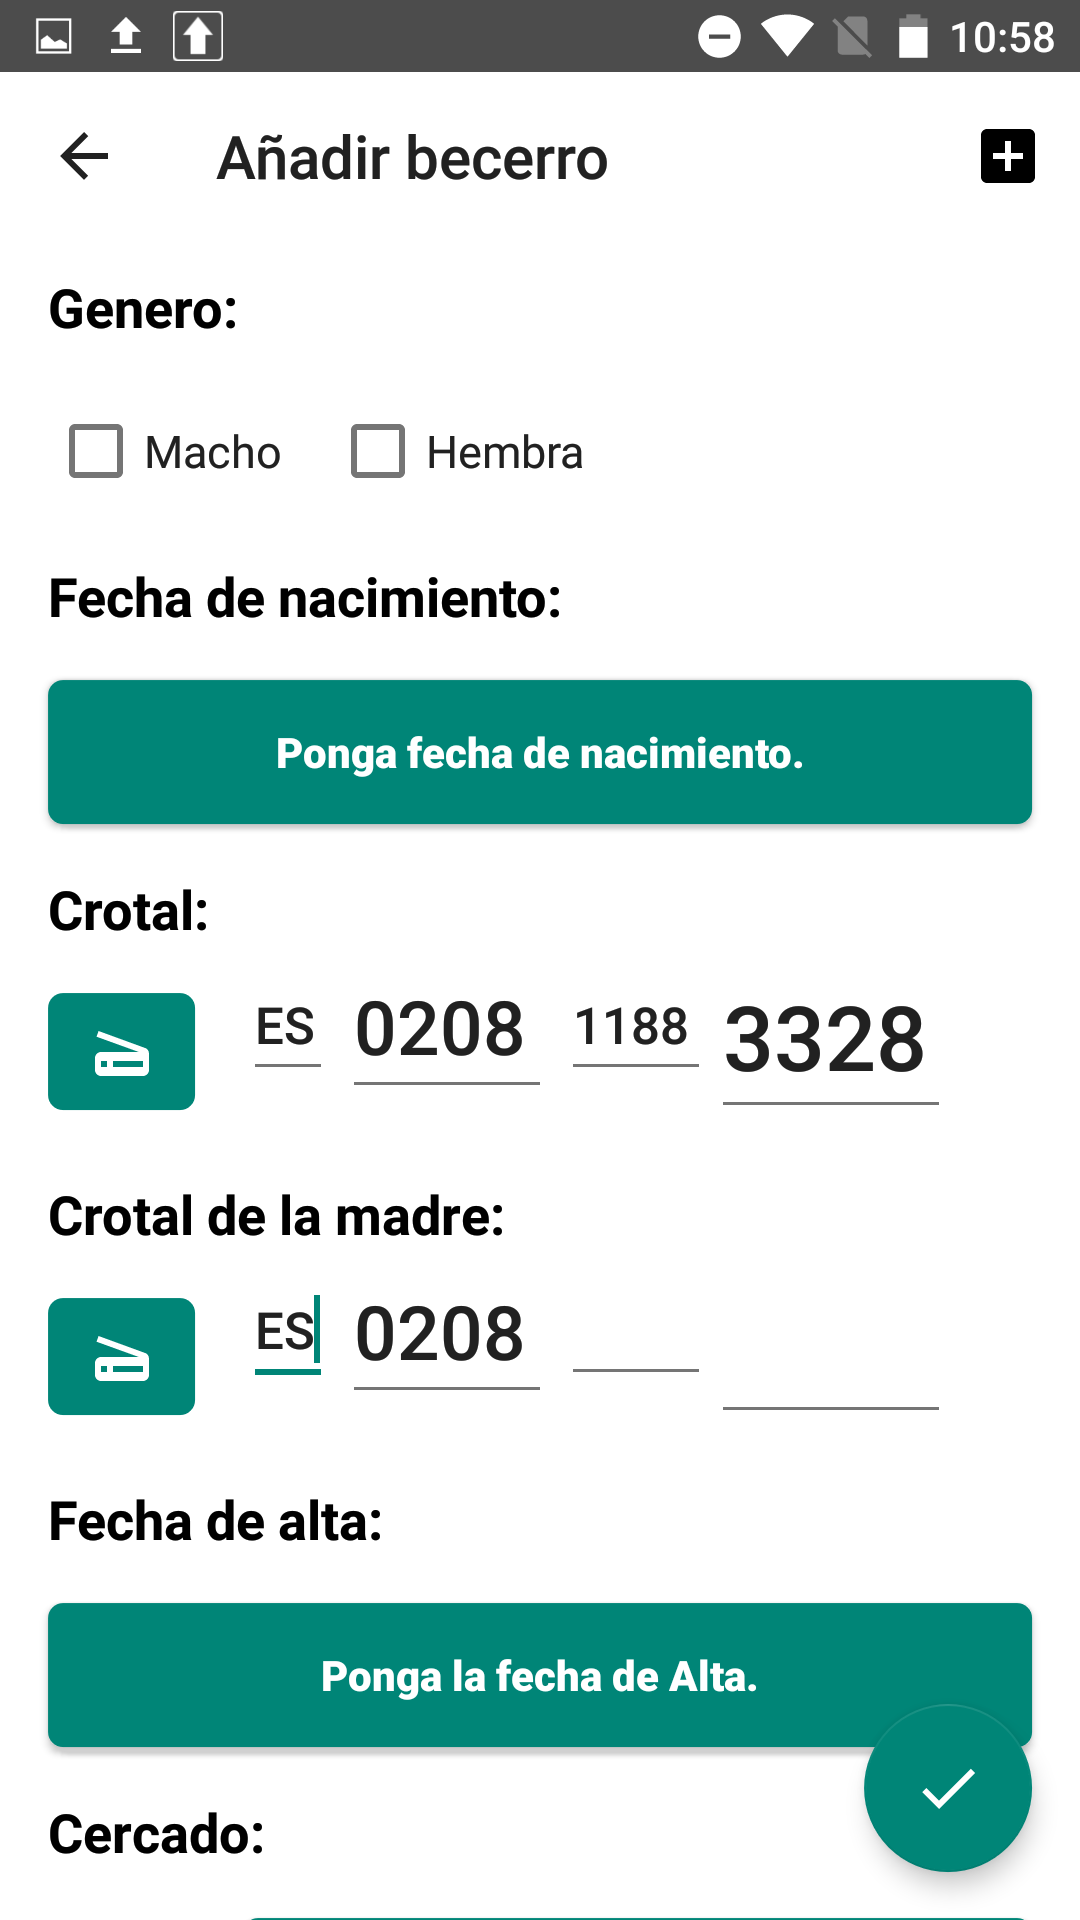 10:58
Añadir becerro
Genero:
Macho Hembra
Fecha de nacimiento:
Ponga fecha de nacimiento.
Crotal:
ES 0208 1188 3328
Crotal de la madre:
ES 0208
Fecha de alta:
Ponga la fecha de Alta.
Cercado: